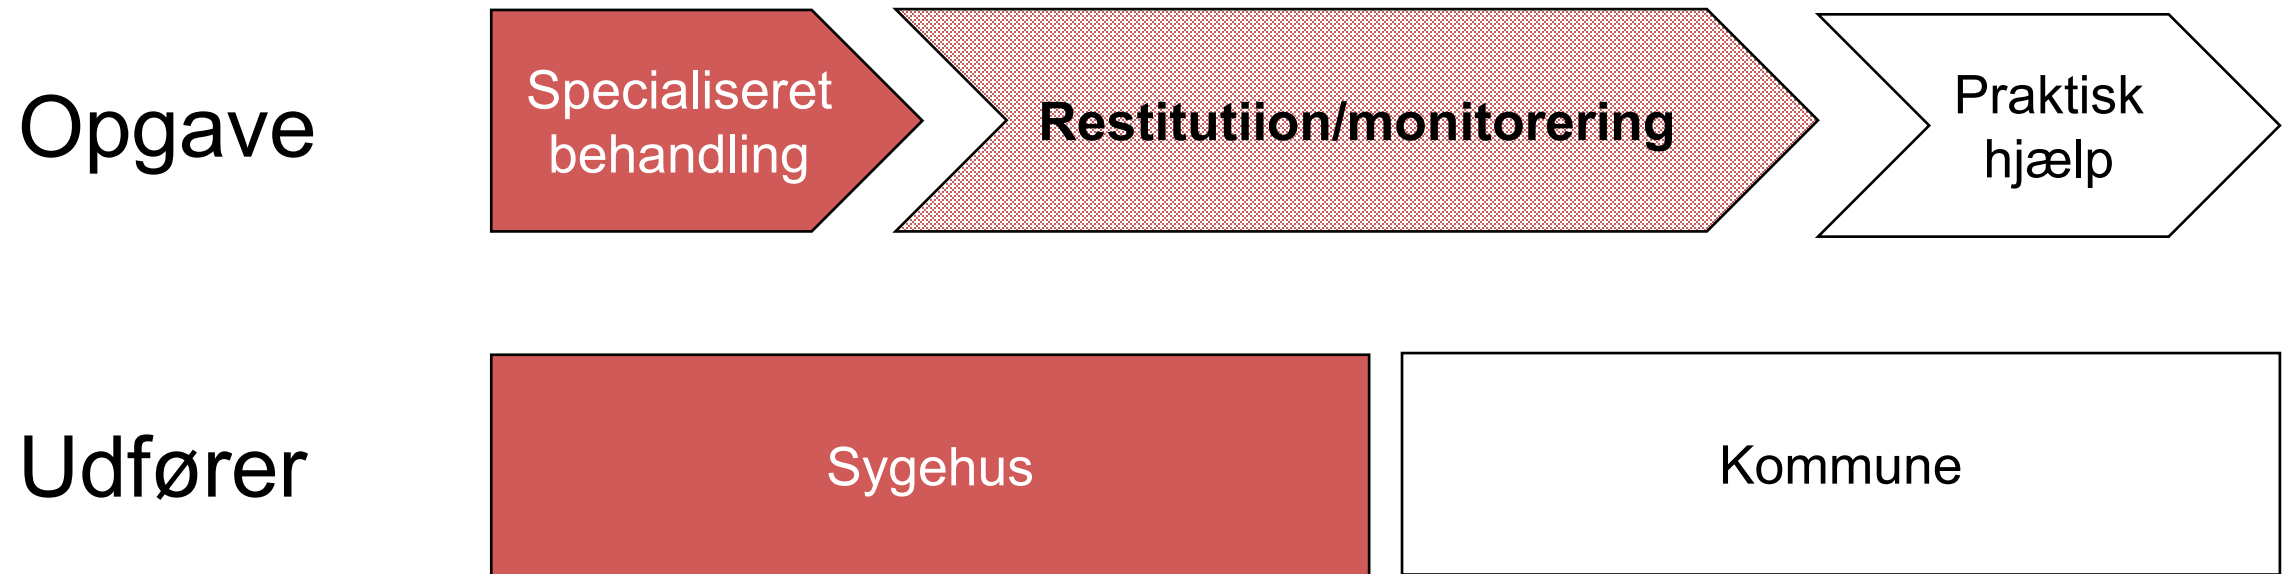 Opgave
Specialiseret
behandling
Restitutiion/monitorering
Praktisk
hjælp
Udfører
Sygehus
Kommune